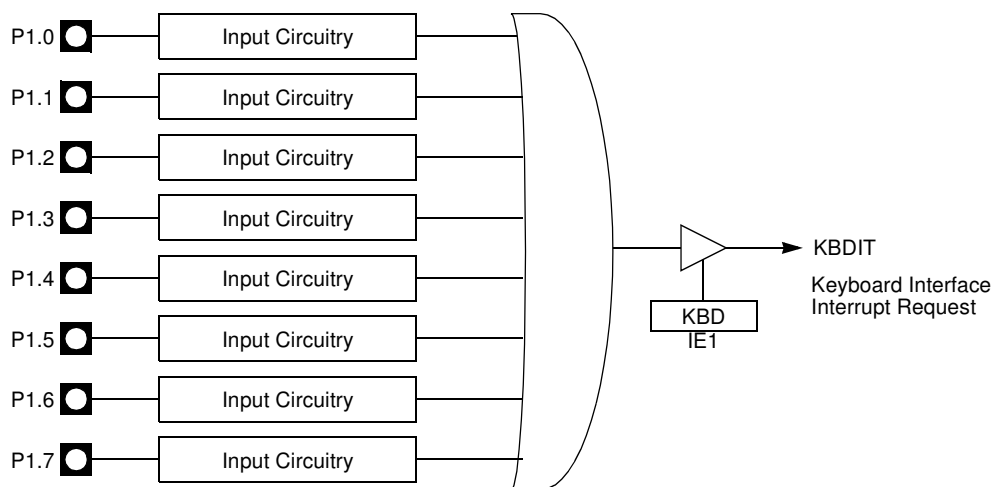 P1.0 Input Circuitry
P1.1 Input Circuitry
P1.2 Input Circuitry
P1.3 Input Circuitry
P1.4 Input Circuitry
P1.5 Input Circuitry
P1.6 Input Circuitry
P1.7 Input Circuitry
KBDIT
Keyboard Interface
Interrupt Request
KBD
IE1